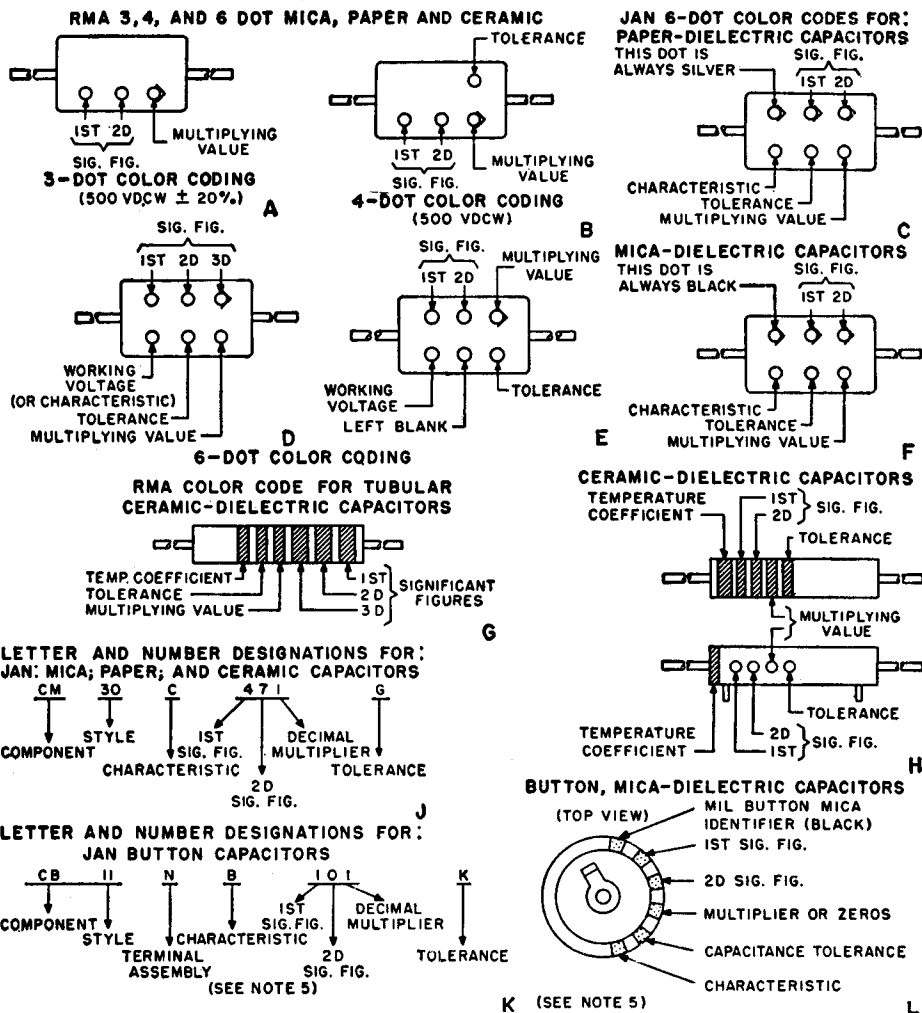 RMA 3,4, AND 6 DOT MICA, PAPER AND CERAMIC
TOLERANCE
1ST 2D
SIG. FIG.
MULTIPLYING
VALUE
3-DOT COLOR CODING
(500 VDCW ± 20%)
A
1ST 2D
SIG. FIG.
MULTIPLYING
VALUE
4-DOT COLOR CODING
(500 VDCW)
B
JAN 6-DOT COLOR CODES FOR:
PAPER-DIELECTRIC CAPACITORS
THIS DOT IS
ALWAYS SILVER
SIG. FIG.
1ST 2D
CHARACTERISTIC
TOLERANCE
MULTIPLYING VALUE
C
SIG. FIG.
1ST 2D 3D
WORKING
VOLTAGE
(OR CHARACTERISTIC)
TOLERANCE
MULTIPLYING VALUE
D
6-DOT COLOR CODING
SIG. FIG.
1ST 2D
MULTIPLYING
VALUE
WORKING
VOLTAGE
LEFT BLANK
TOLERANCE
E
MICA-DIELECTRIC CAPACITORS
THIS DOT IS
ALWAYS BLACK
SIG. FIG.
1ST 2D
CHARACTERISTIC
TOLERANCE
MULTIPLYING VALUE
F
RMA COLOR CODE FOR TUBULAR
CERAMIC-DIELECTRIC CAPACITORS
TEMP. COEFFICIENT
TOLERANCE
MULTIPLYING VALUE
1ST
2D
3D
SIGNIFICANT
FIGURES
G
CERAMIC-DIELECTRIC CAPACITORS
TEMPERATURE
COEFFICIENT
1ST
2D
SIG. FIG.
TOLERANCE
MULTIPLYING
VALUE
TOLERANCE
TEMPERATURE
COEFFICIENT
2D
1ST
SIG. FIG.
H
LETTER AND NUMBER DESIGNATIONS FOR:
JAN: MICA; PAPER; AND CERAMIC CAPACITORS
CM 30 C 471 G
COMPONENT
STYLE
CHARACTERISTIC
1ST
SIG. FIG.
2D
SIG. FIG.
DECIMAL
MULTIPLIER
TOLERANCE
J
LETTER AND NUMBER DESIGNATIONS FOR:
JAN BUTTON CAPACITORS
CB 11 N B 101 K
COMPONENT
STYLE
TERMINAL
ASSEMBLY
CHARACTERISTIC
1ST
SIG. FIG.
2D
SIG. FIG.
DECIMAL
MULTIPLIER
TOLERANCE
(SEE NOTE 5)
K
BUTTON, MICA-DIELECTRIC CAPACITORS
(TOP VIEW)
MIL BUTTON MICA
IDENTIFIER (BLACK)
1ST SIG. FIG.
2D SIG. FIG.
MULTIPLIER OR ZEROS
CAPACITANCE TOLERANCE
CHARACTERISTIC
(SEE NOTE 5)
L